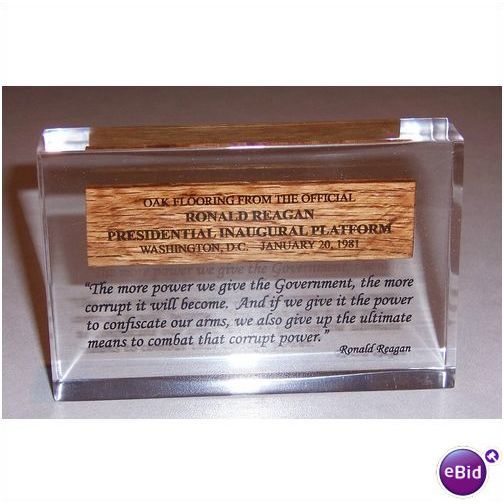 OAK FLOORING FROM THE OFFICIAL
RONALD REAGAN
PRESIDENTIAL INAUGURAL PLATFORM
WASHINGTON, D.C. JANUARY 20, 1981
"The more power we give the Government, the more
corrupt it will become. And if we give it the power
to confiscate our arms, we also give up the ultimate
means to combat that corrupt power."
-Ronald Reagan
eBid